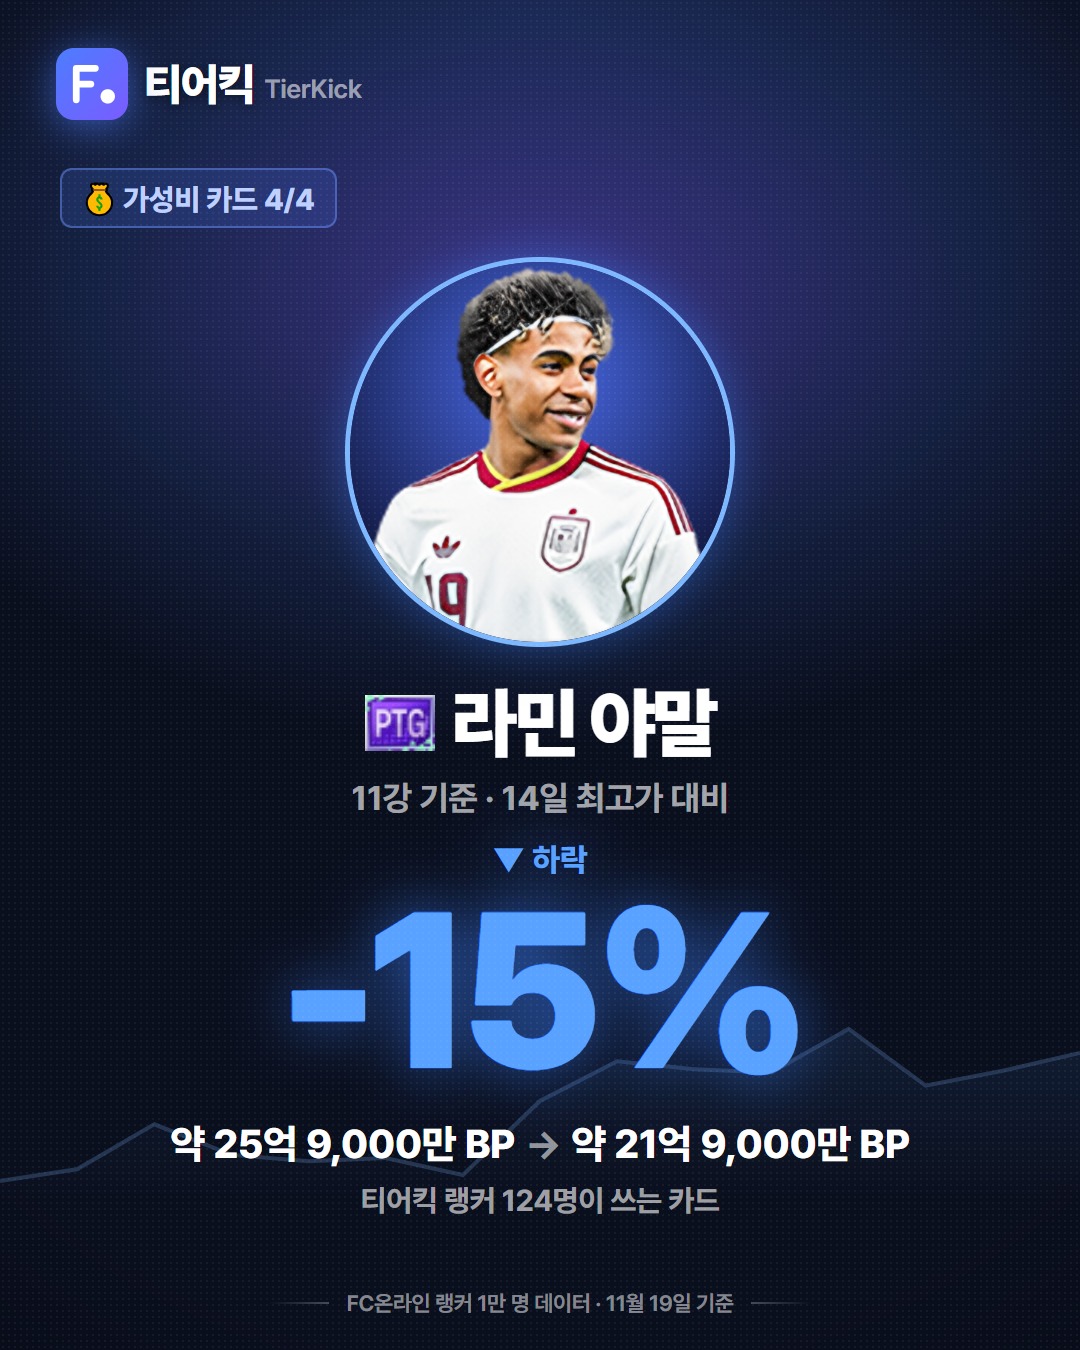 F. 티어킥 TierKick
가성비 카드 4/4
19
PTG 라민 야말
11강 기준 · 14일 최고가 대비
▼ 하락
-15%
약 25억 9,000만 BP → 약 21억 9,000만 BP
티어킥 랭커 124명이 쓰는 카드
FC온라인 랭커 1만 명 데이터 · 11월 19일 기준